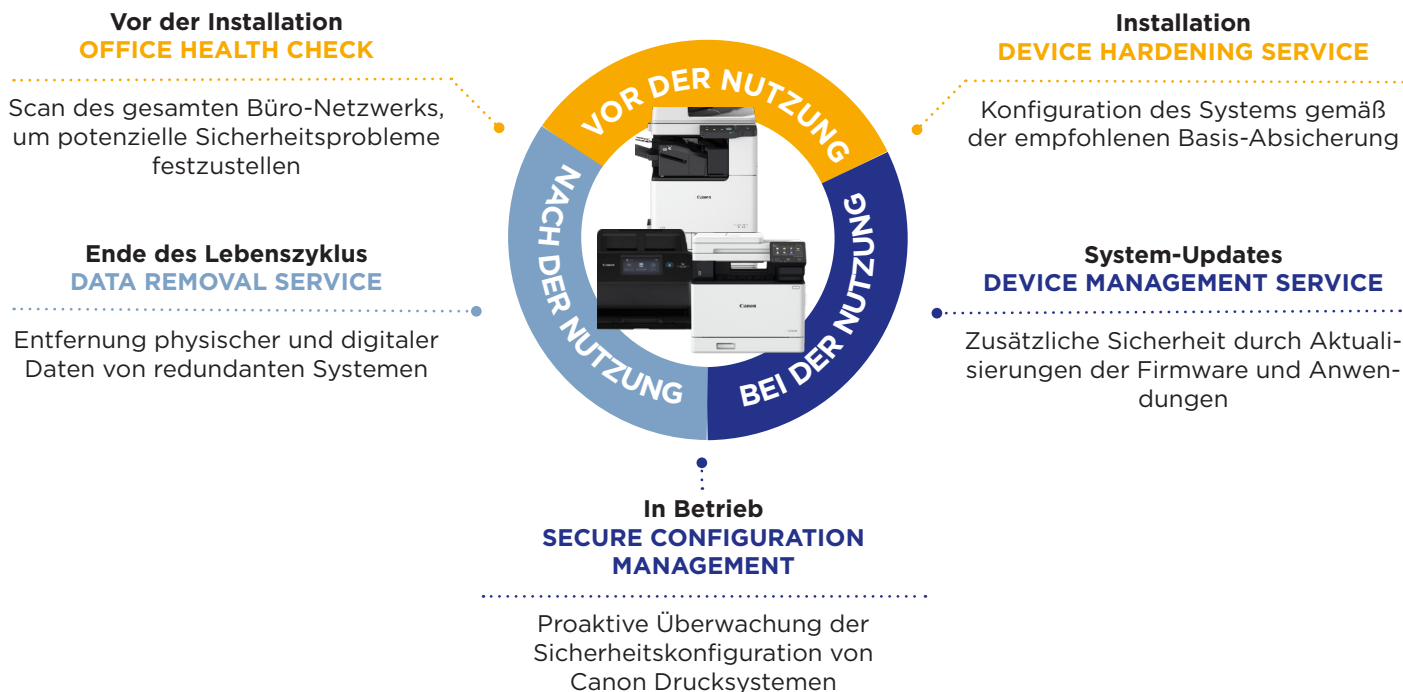 Vor der Installation
OFFICE HEALTH CHECK
Scan des gesamten Büro-Netzwerks,
um potenzielle Sicherheitsprobleme
festzustellen
Installation
DEVICE HARDENING SERVICE
Konfiguration des Systems gemäß
der empfohlenen Basis-Absicherung
VOR DER NUTZUNG
BEI DER NUTZUNG
NACH DER NUTZUNG
Canon
Canon
Ende des Lebenszyklus
DATA REMOVAL SERVICE
Entfernung physischer und digitaler
Daten von redundanten Systemen
System-Updates
DEVICE MANAGEMENT SERVICE
Zusätzliche Sicherheit durch Aktuali-
sierungen der Firmware und Anwen-
dungen
In Betrieb
SECURE CONFIGURATION
MANAGEMENT
Proaktive Überwachung der
Sicherheitskonfiguration von
Canon Drucksystemen